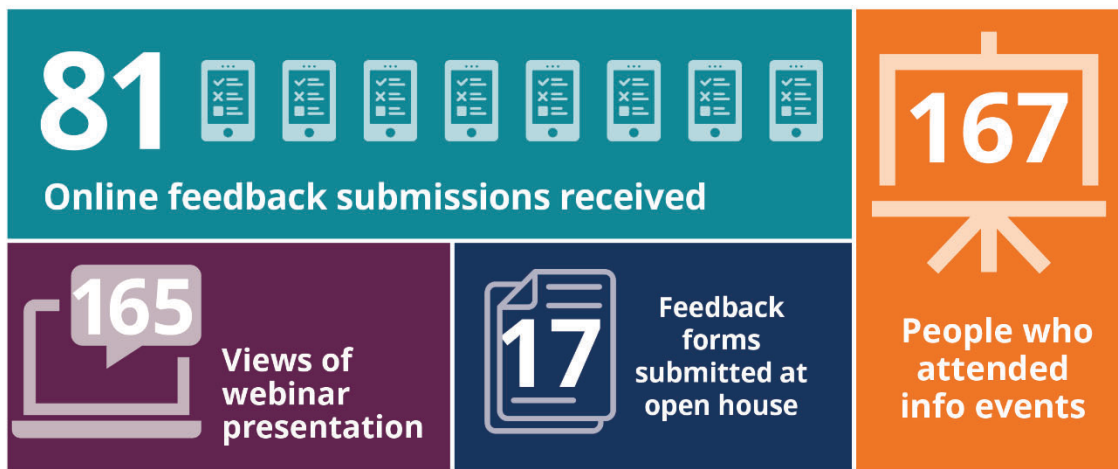 81
Online feedback submissions received
167
People who
attended
info events
165
Views of
webinar
presentation
17
Feedback
forms
submitted at
open house